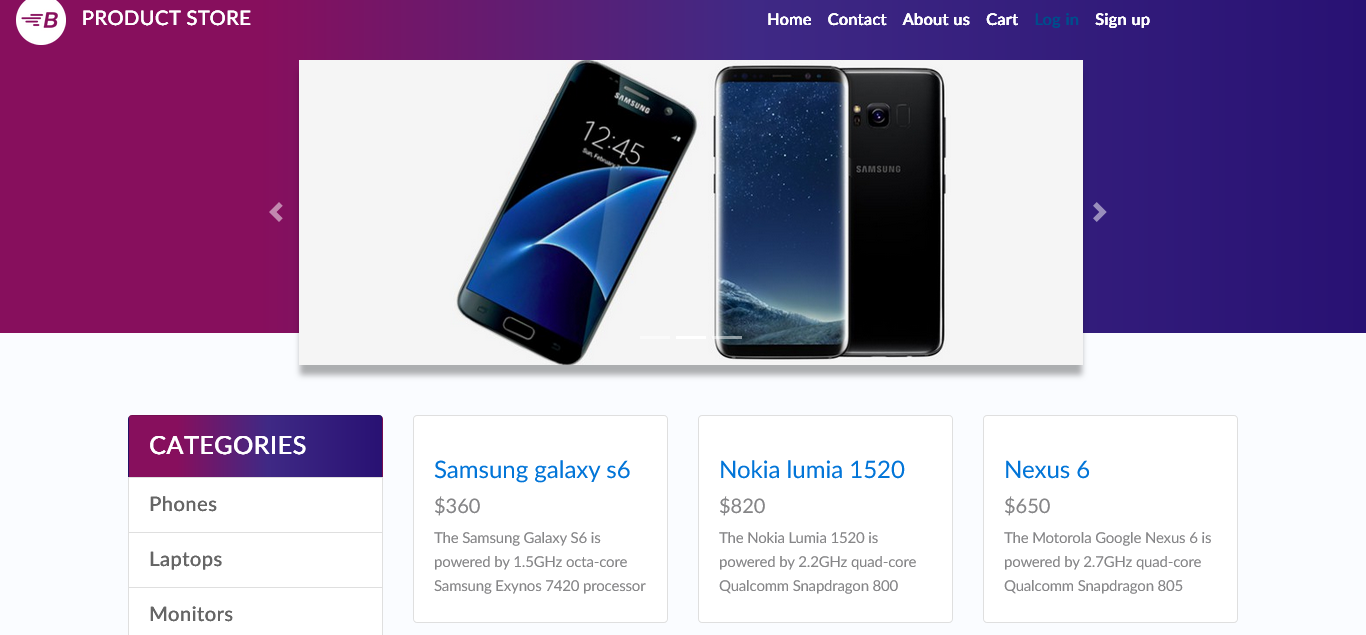 B PRODUCT STORE
Home Contact About us Cart Log in Sign up
SAMSUNG
12:45
Sun, February 21
SAMSUNG
CATEGORIES
Phones
Laptops
Monitors
Samsung galaxy s6
$360
The Samsung Galaxy S6 is
powered by 1.5GHz octa-core
Samsung Exynos 7420 processor
Nokia lumia 1520
$820
The Nokia Lumia 1520 is
powered by 2.2GHz quad-core
Qualcomm Snapdragon 800
Nexus 6
$650
The Motorola Google Nexus 6 is
powered by 2.7GHz quad-core
Qualcomm Snapdragon 805